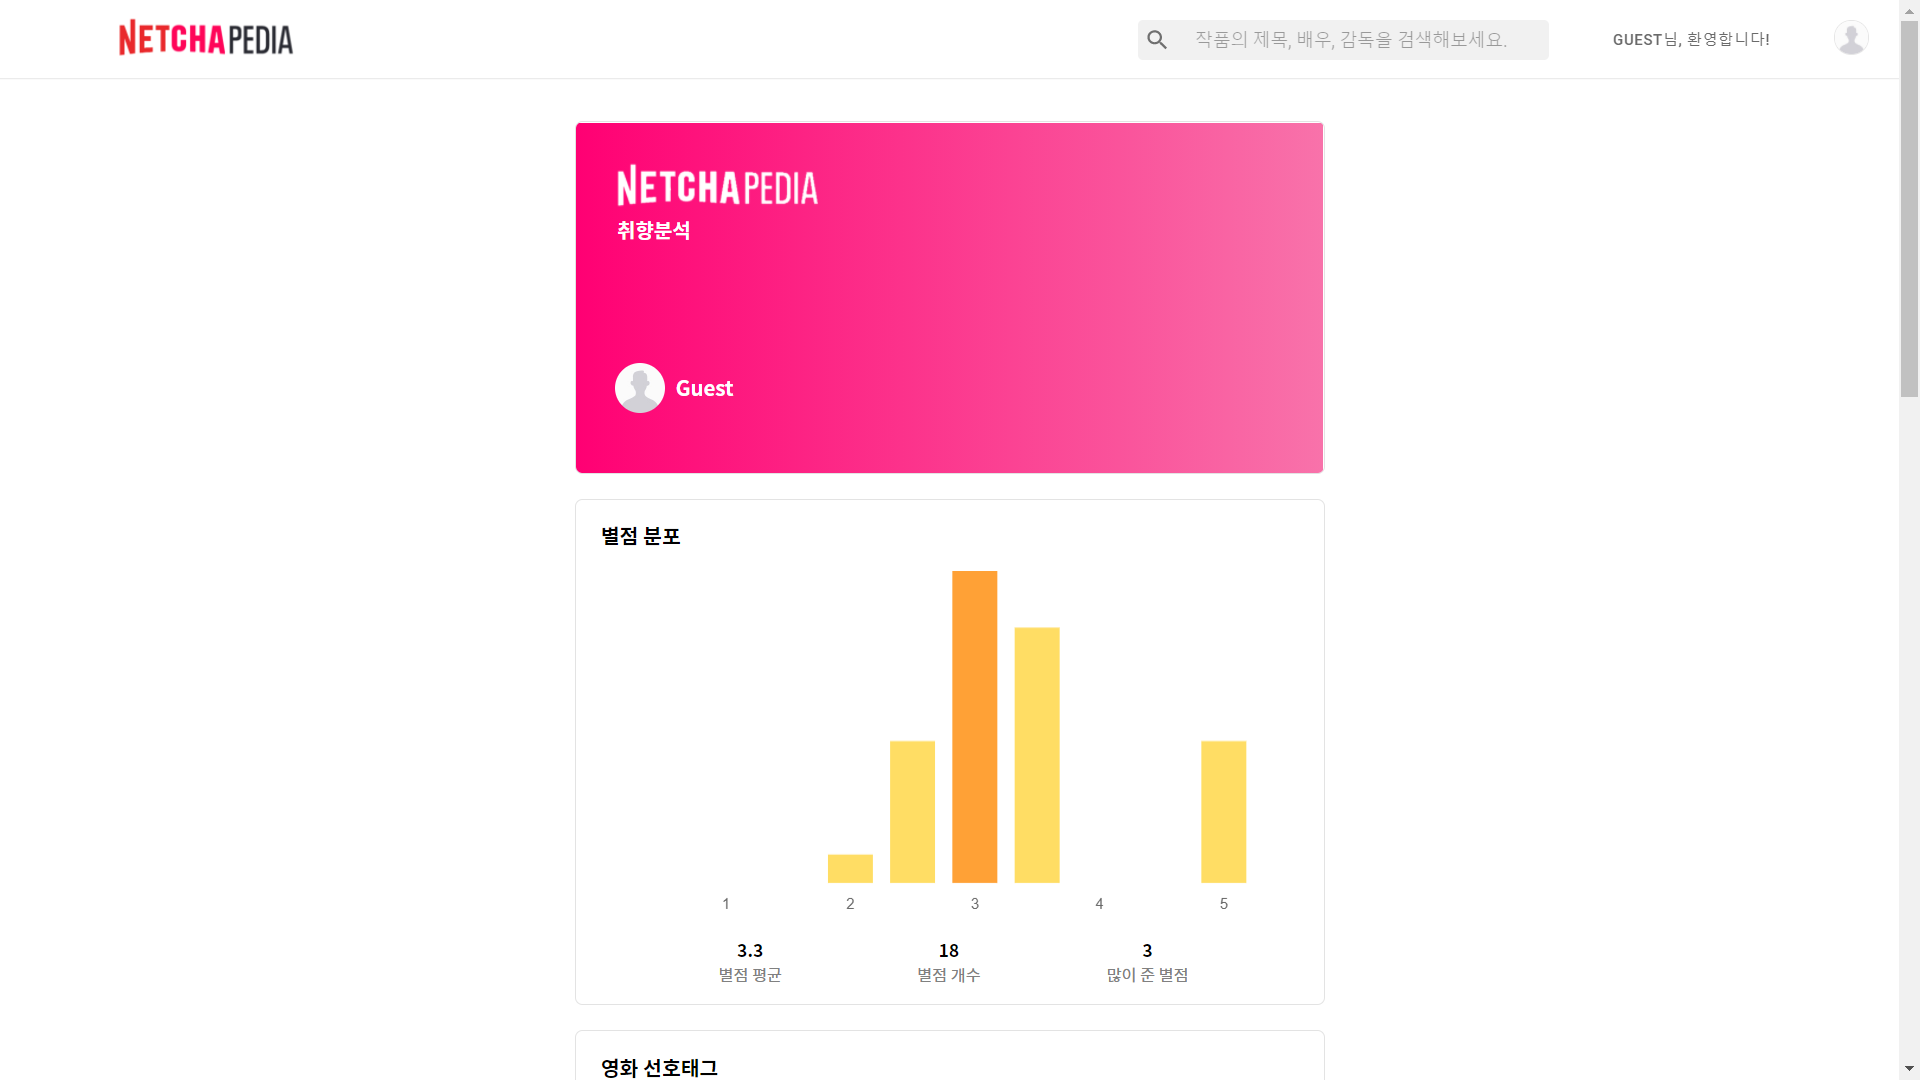 NETCHAPEDIA
작품의 제목, 배우, 감독을 검색해보세요.
GUEST님, 환영합니다!
NETCHAPEDIA
취향분석
Guest
별점 분포
1 2 3 4 5
3.3 18 3
별점 평균 별점 개수 많이 준 별점
영화 선호태그